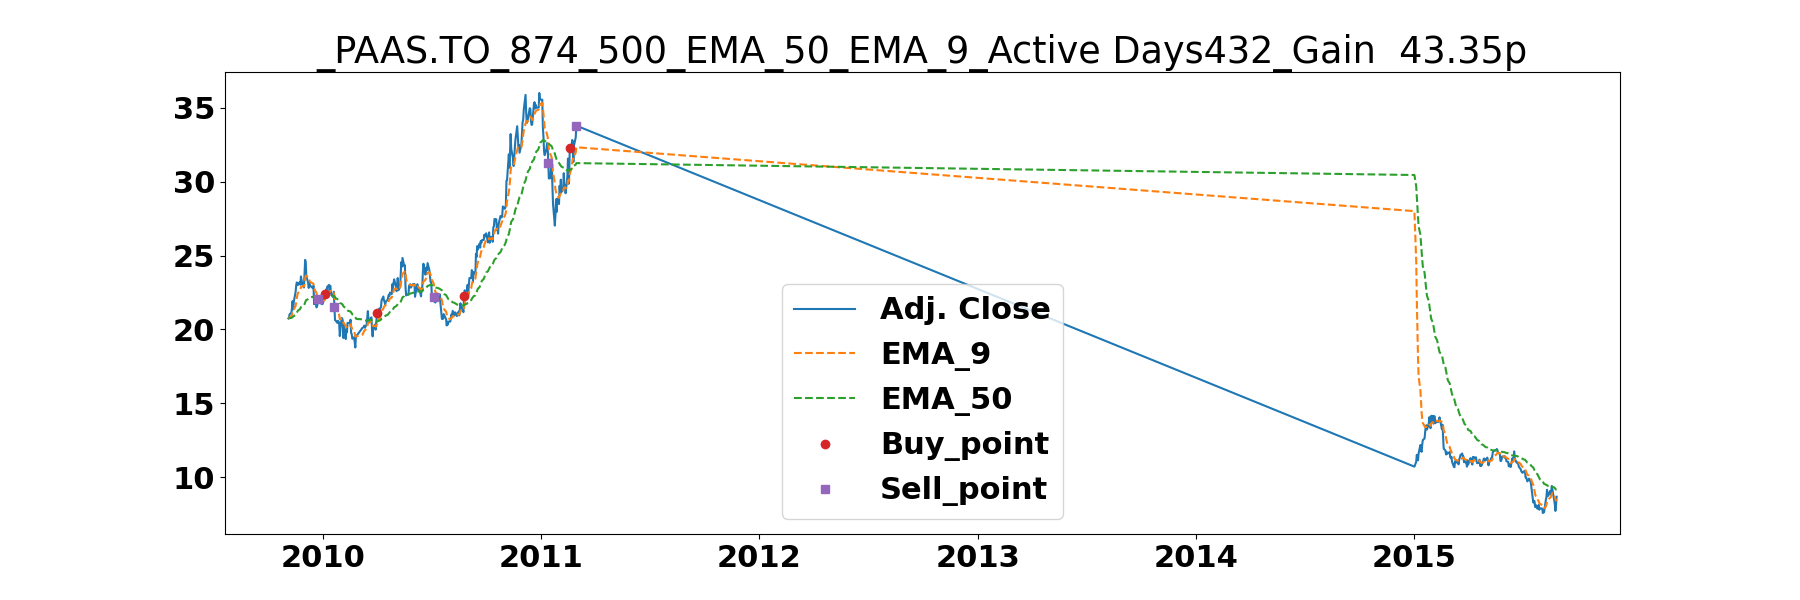 _PAAS.TO_874_500_EMA_50_EMA_9_Active Days432_Gain  43.35p
35
30
25
20
15
10
Adj. Close
EMA_9
EMA_50
Buy_point
Sell_point
2010 2011 2012 2013 2014 2015